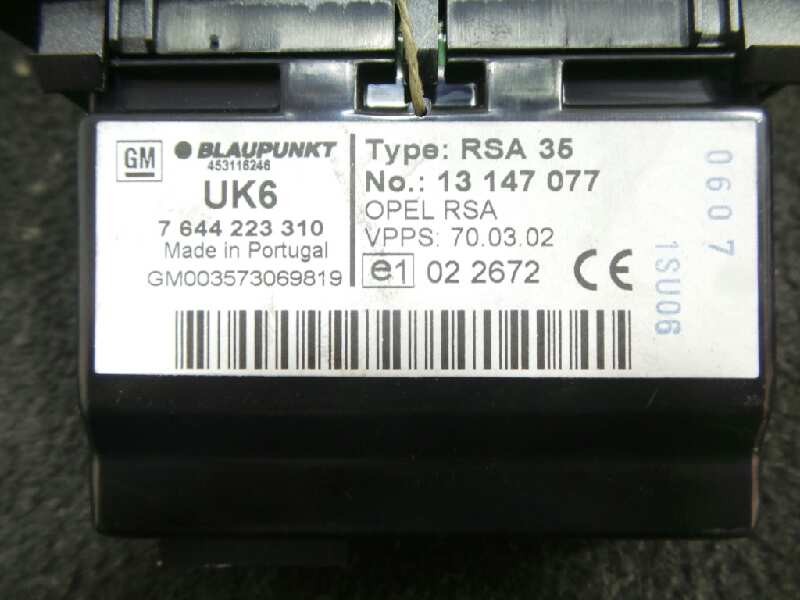 GM BLAUPUNKT
453116246
UK6
7 644 223 310
Made in Portugal
GM003573069819
Type: RSA 35
No.: 13 147 077
OPEL RSA
VPPS: 70.03.02
e1 02 2672 CE
0607
1SU06